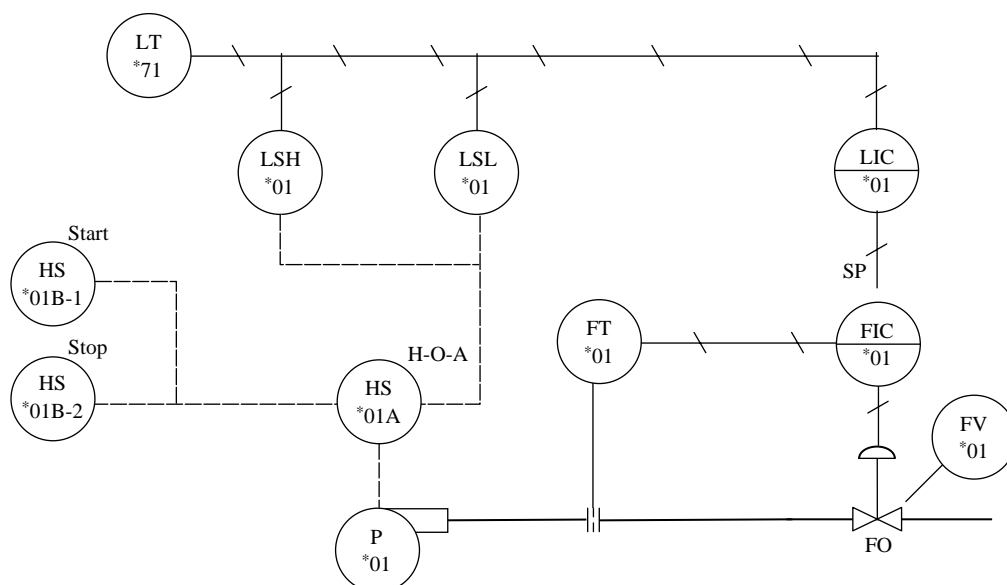 LT
*71
LSH
*01
LSL
*01
LIC
*01
Start
HS
*01B-1
SP
Stop
HS
*01B-2
H-O-A
HS
*01A
FT
*01
FIC
*01
FV
*01
P
*01
FO